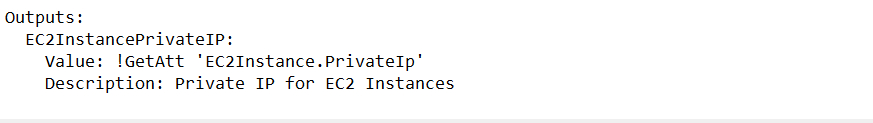 Outputs:
  EC2InstancePrivateIP:
    Value: !GetAtt 'EC2Instance.PrivateIp'
    Description: Private IP for EC2 Instances